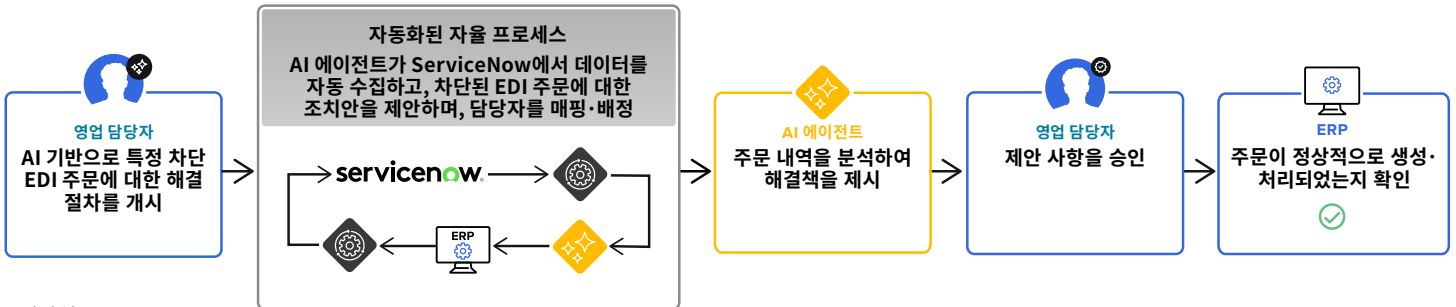 영업 담당자
AI 기반으로 특정 차단
EDI 주문에 대한 해결
절차를 개시
자동화된 자율 프로세스
AI 에이전트가 ServiceNow에서 데이터를
자동 수집하고, 차단된 EDI 주문에 대한
조치안을 제안하며, 담당자를 매핑·배정
servicenow
ERP
AI 에이전트
주문 내역을 분석하여
해결책을 제시
영업 담당자
제안 사항을 승인
ERP
주문이 정상적으로 생성·
처리되었는지 확인